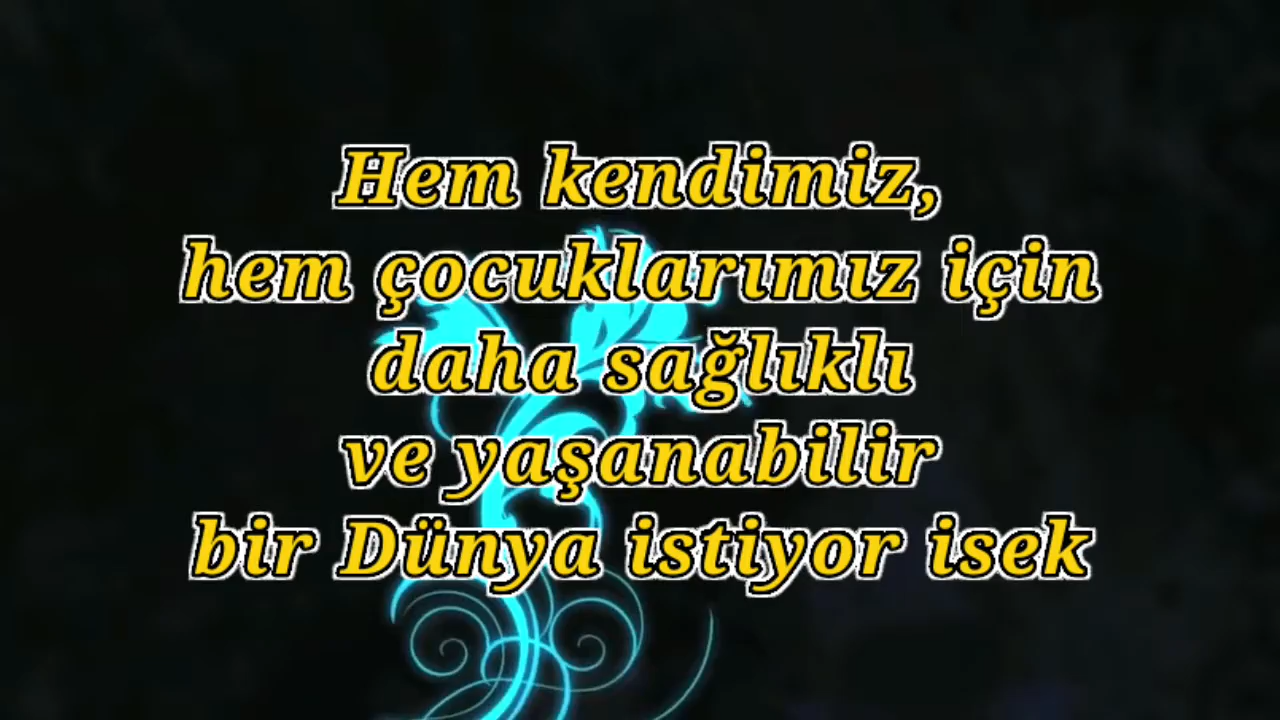 Hem kendimiz,
hem çocuklarımız için
daha sağlıklı
ve yaşanabilir
bir Dünya istiyor isek